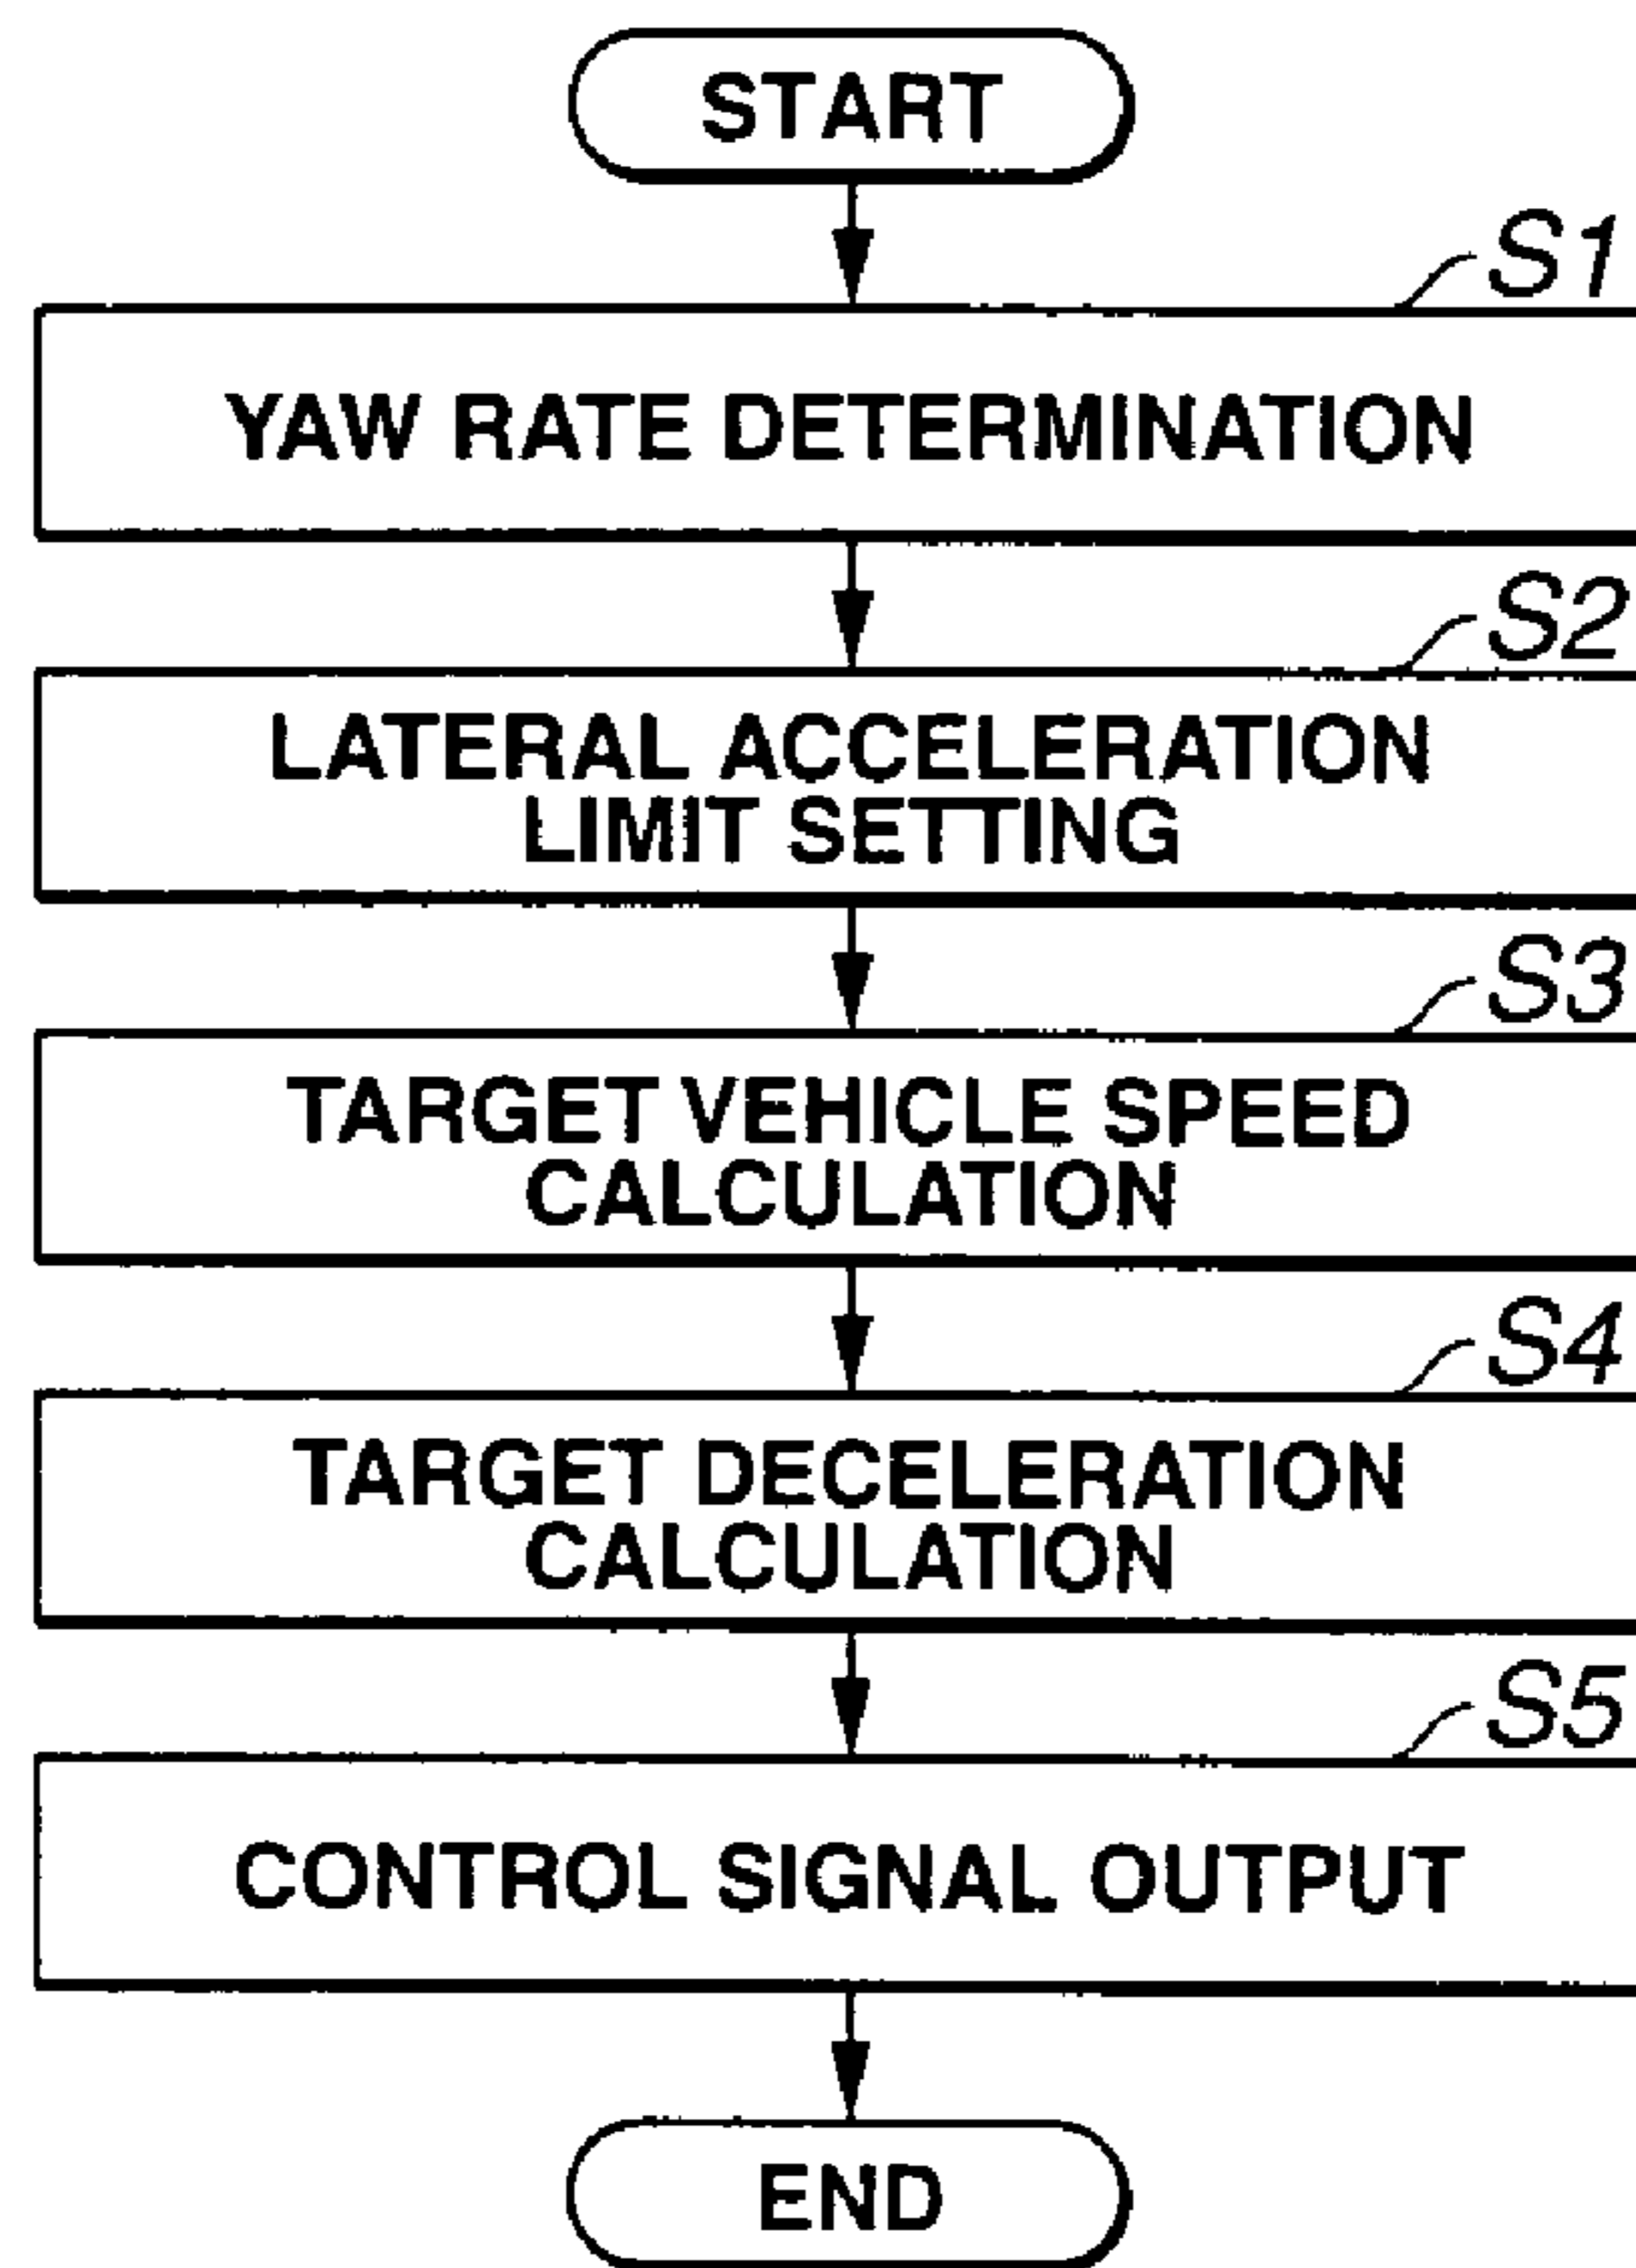 START
S1
YAW RATE DETERMINATION
S2
LATERAL ACCELERATION
LIMIT SETTING
S3
TARGET VEHICLE SPEED
CALCULATION
S4
TARGET DECELERATION
CALCULATION
S5
CONTROL SIGNAL OUTPUT
END